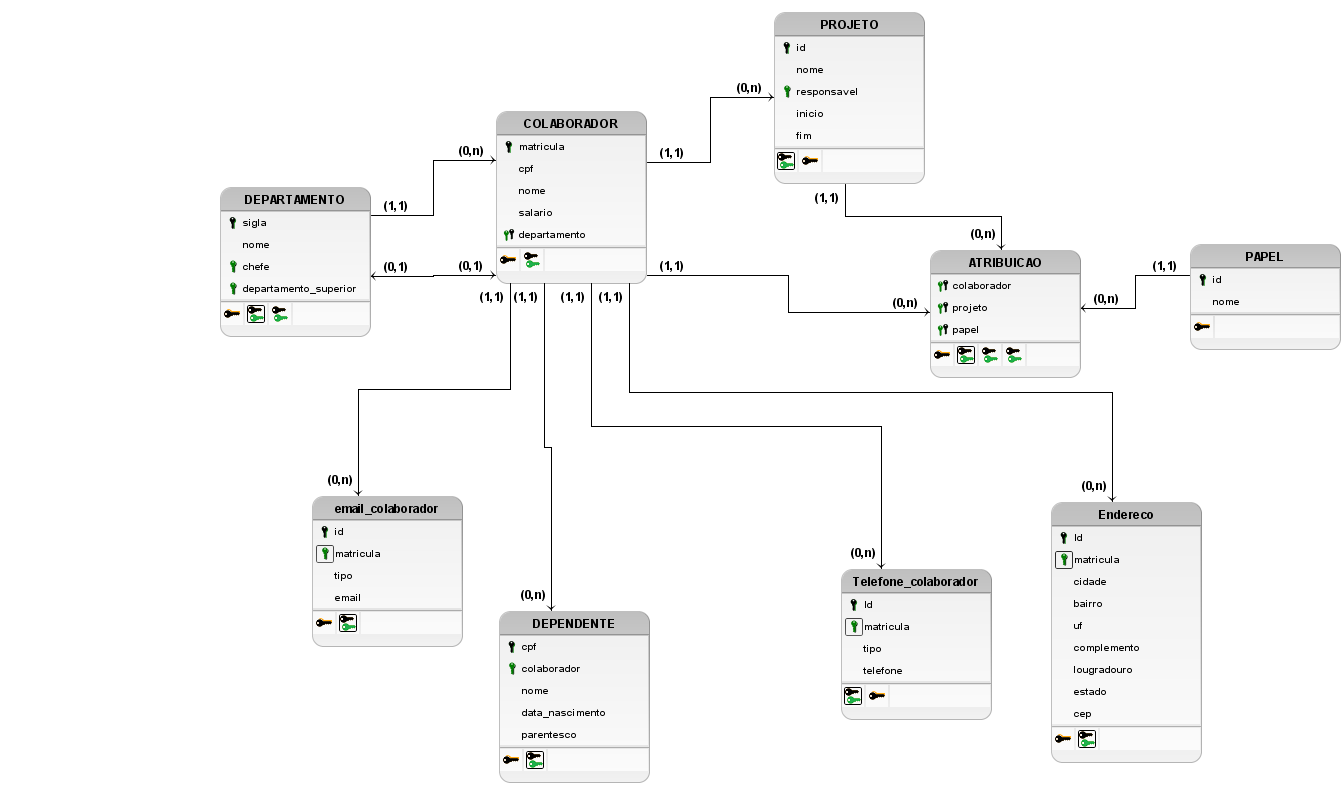 PROJETO
id
nome
responsavel
inicio
fim
(0,n)
(1,1)
COLABORADOR
matricula
cpf
nome
salario
departamento
(0,n)
(1,1)
DEPARTAMENTO
sigla
nome
chefe
departamento_superior
(1,1)
(0,1)
(0,1)
(1,1)
(0,n)
(0,n)
ATRIBUICAO
colaborador
projeto
papel
PAPEL
id
nome
(1,1)
(0,n)
(1,1)
(1,1)
(1,1)
(1,1)
(0,n)
email_colaborador
id
matricula
tipo
email
(0,n)
DEPENDENTE
cpf
colaborador
nome
data_nascimento
parentesco
(0,n)
Telefone_colaborador
Id
matricula
tipo
telefone
(0,n)
Endereco
Id
matricula
cidade
bairro
uf
complemento
lougradouro
estado
cep